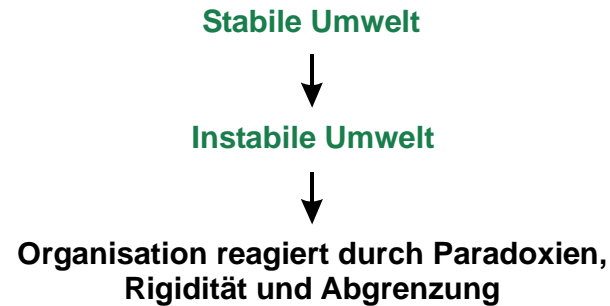 Stabile Umwelt
Instabile Umwelt
Organisation reagiert durch Paradoxien,
Rigidität und Abgrenzung